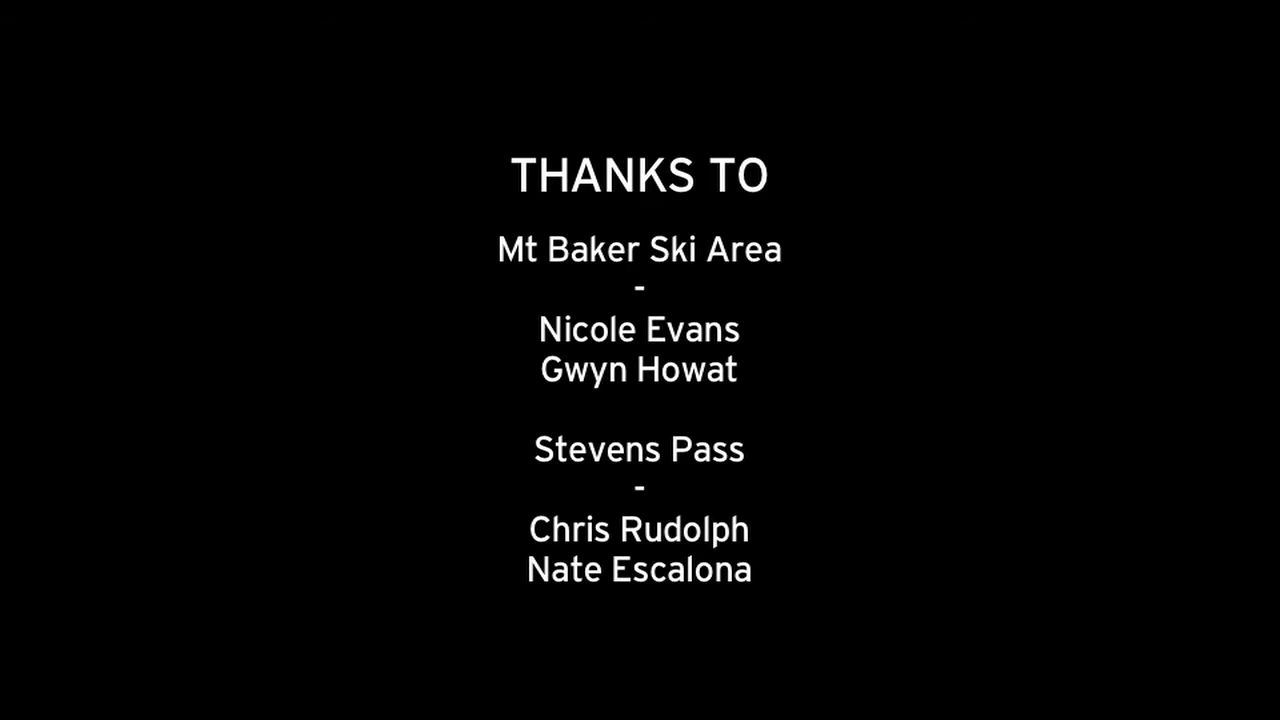 THANKS TO
Mt Baker Ski Area
-
Nicole Evans
Gwyn Howat
Stevens Pass
-
Chris Rudolph
Nate Escalona